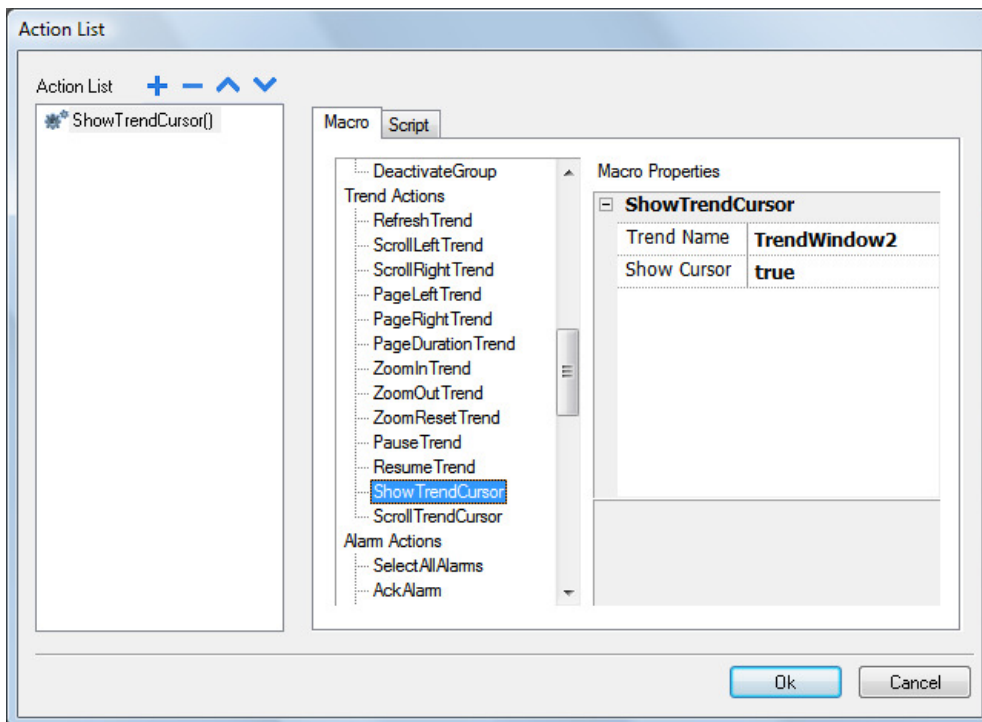 Action List
Action List
ShowTrendCursor()
Macro
Script
DeactivateGroup
Trend Actions
RefreshTrend
ScrollLeftTrend
ScrollRightTrend
PageLeftTrend
PageRightTrend
PageDurationTrend
ZoomInTrend
ZoomOutTrend
ZoomResetTrend
PauseTrend
ResumeTrend
ShowTrendCursor
ScrollTrendCursor
Alarm Actions
SelectAllAlarms
AckAlarm
Macro Properties
ShowTrendCursor
Trend Name TrendWindow2
Show Cursor true
Ok
Cancel